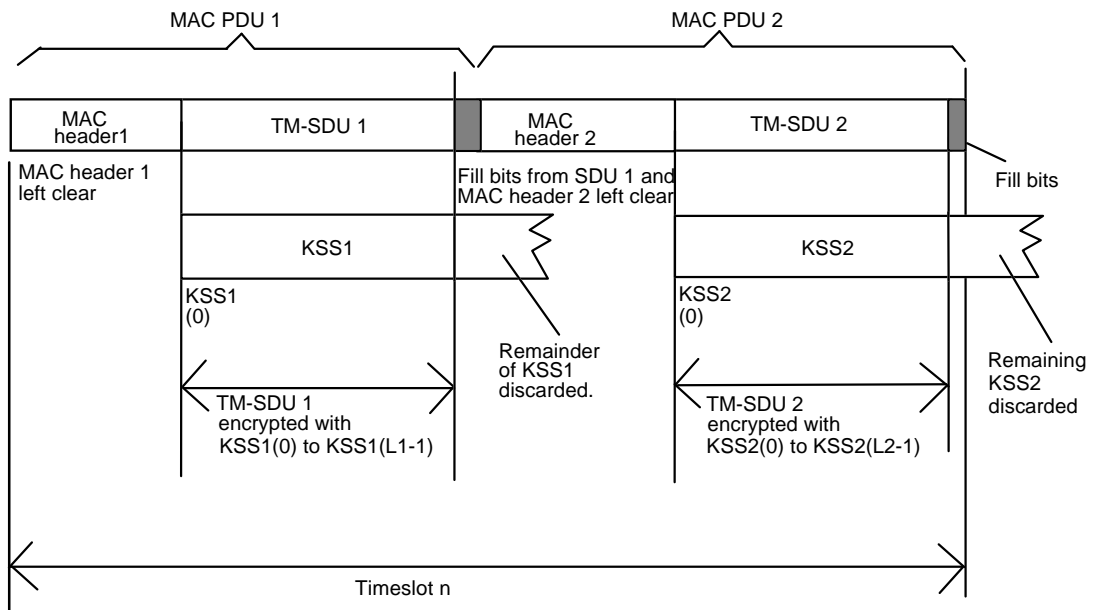 MAC PDU 1
MAC PDU 2
MAC
header1
TM-SDU 1
MAC
header 2
TM-SDU 2
MAC header 1
left clear
Fill bits from SDU 1 and
MAC header 2 left clear
Fill bits
KSS1
KSS2
KSS1
(0)
KSS2
(0)
Remainder
of KSS1
discarded.
Remaining
KSS2
discarded
TM-SDU 1
encrypted with
KSS1(0) to KSS1(L1-1)
TM-SDU 2
encrypted with
KSS2(0) to KSS2(L2-1)
Timeslot n